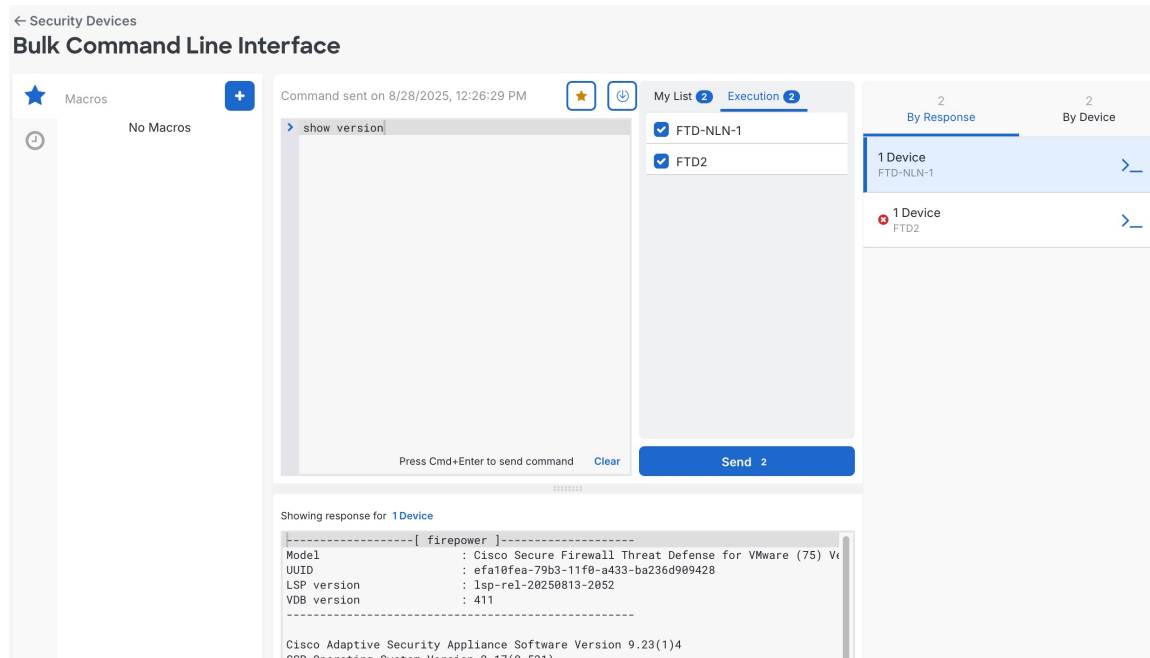 ← Security Devices
Bulk Command Line Interface
Macros
+
No Macros
Command sent on 8/28/2025, 12:26:29 PM
> show version
Press Cmd+Enter to send command Clear
My List 2 Execution 2
FTD-NLN-1
FTD2
Send 2
2
By Response
2
By Device
1 Device
FTD-NLN-1
>_
1 Device
FTD2
>_
Showing response for 1 Device
-------------------[ firepower ]--------------------
Model : Cisco Secure Firewall Threat Defense for VMware (75) Ve
UUID : efa10fea-79b3-11f0-a433-ba236d909428
LSP version : lsp-rel-20250813-2052
VDB version : 411
----------------------------------------------------
Cisco Adaptive Security Appliance Software Version 9.23(1)4